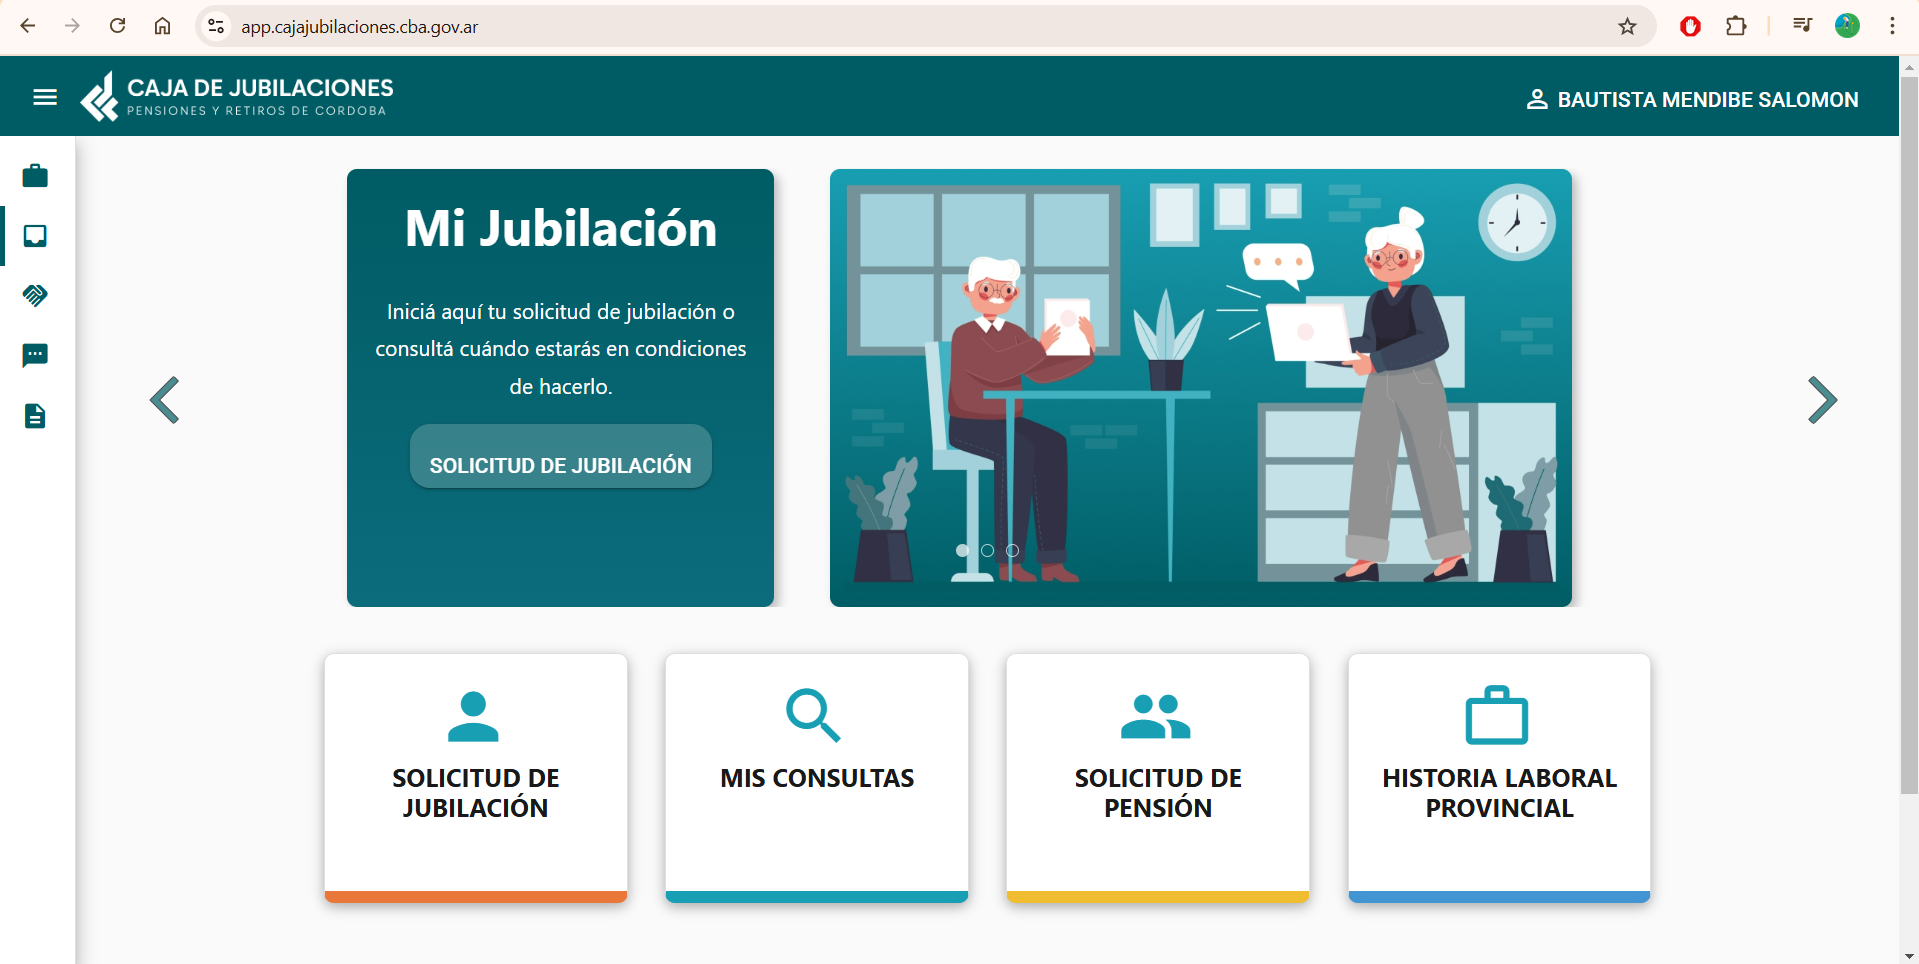 app.cajajubilaciones.cba.gov.ar
CAJA DE JUBILACIONES
PENSIONES Y RETIROS DE CORDOBA
BAUTISTA MENDIBE SALOMON
Mi Jubilación
Iniciá aquí tu solicitud de jubilación o
consultá cuándo estarás en condiciones
de hacerlo.
SOLICITUD DE JUBILACIÓN
SOLICITUD DE
JUBILACIÓN
MIS CONSULTAS
SOLICITUD DE
PENSIÓN
HISTORIA LABORAL
PROVINCIAL